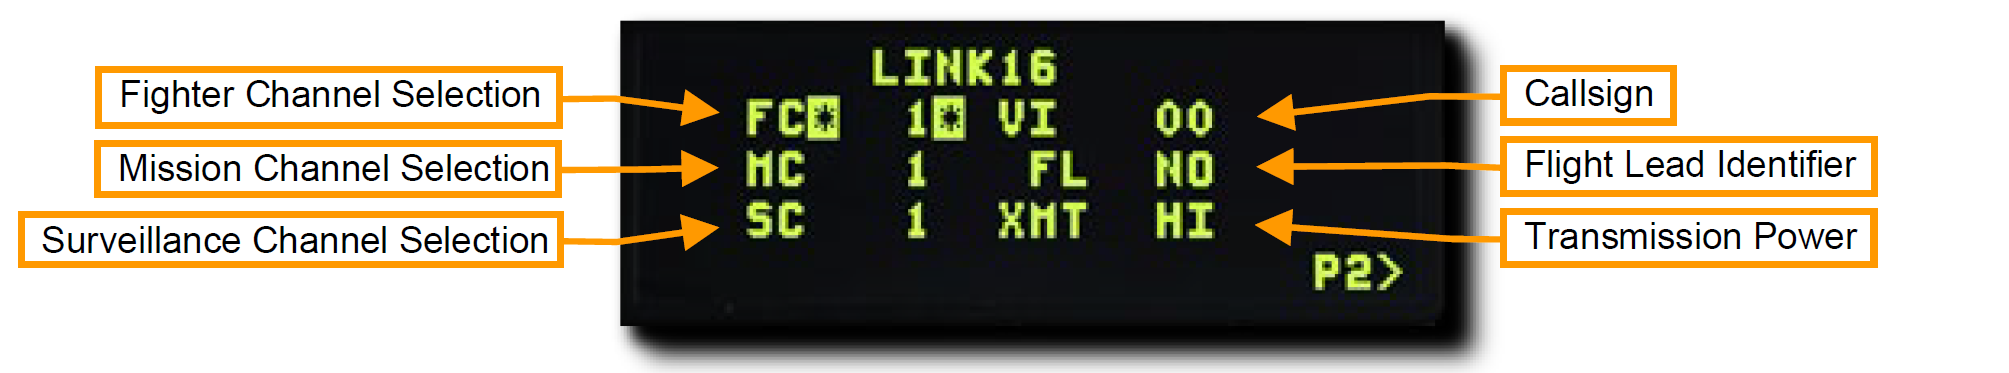 LINK16
Fighter Channel Selection FC* 1* VI 00 Callsign
Mission Channel Selection MC 1 FL NO Flight Lead Identifier
Surveillance Channel Selection SC 1 XMT HI Transmission Power
P2>